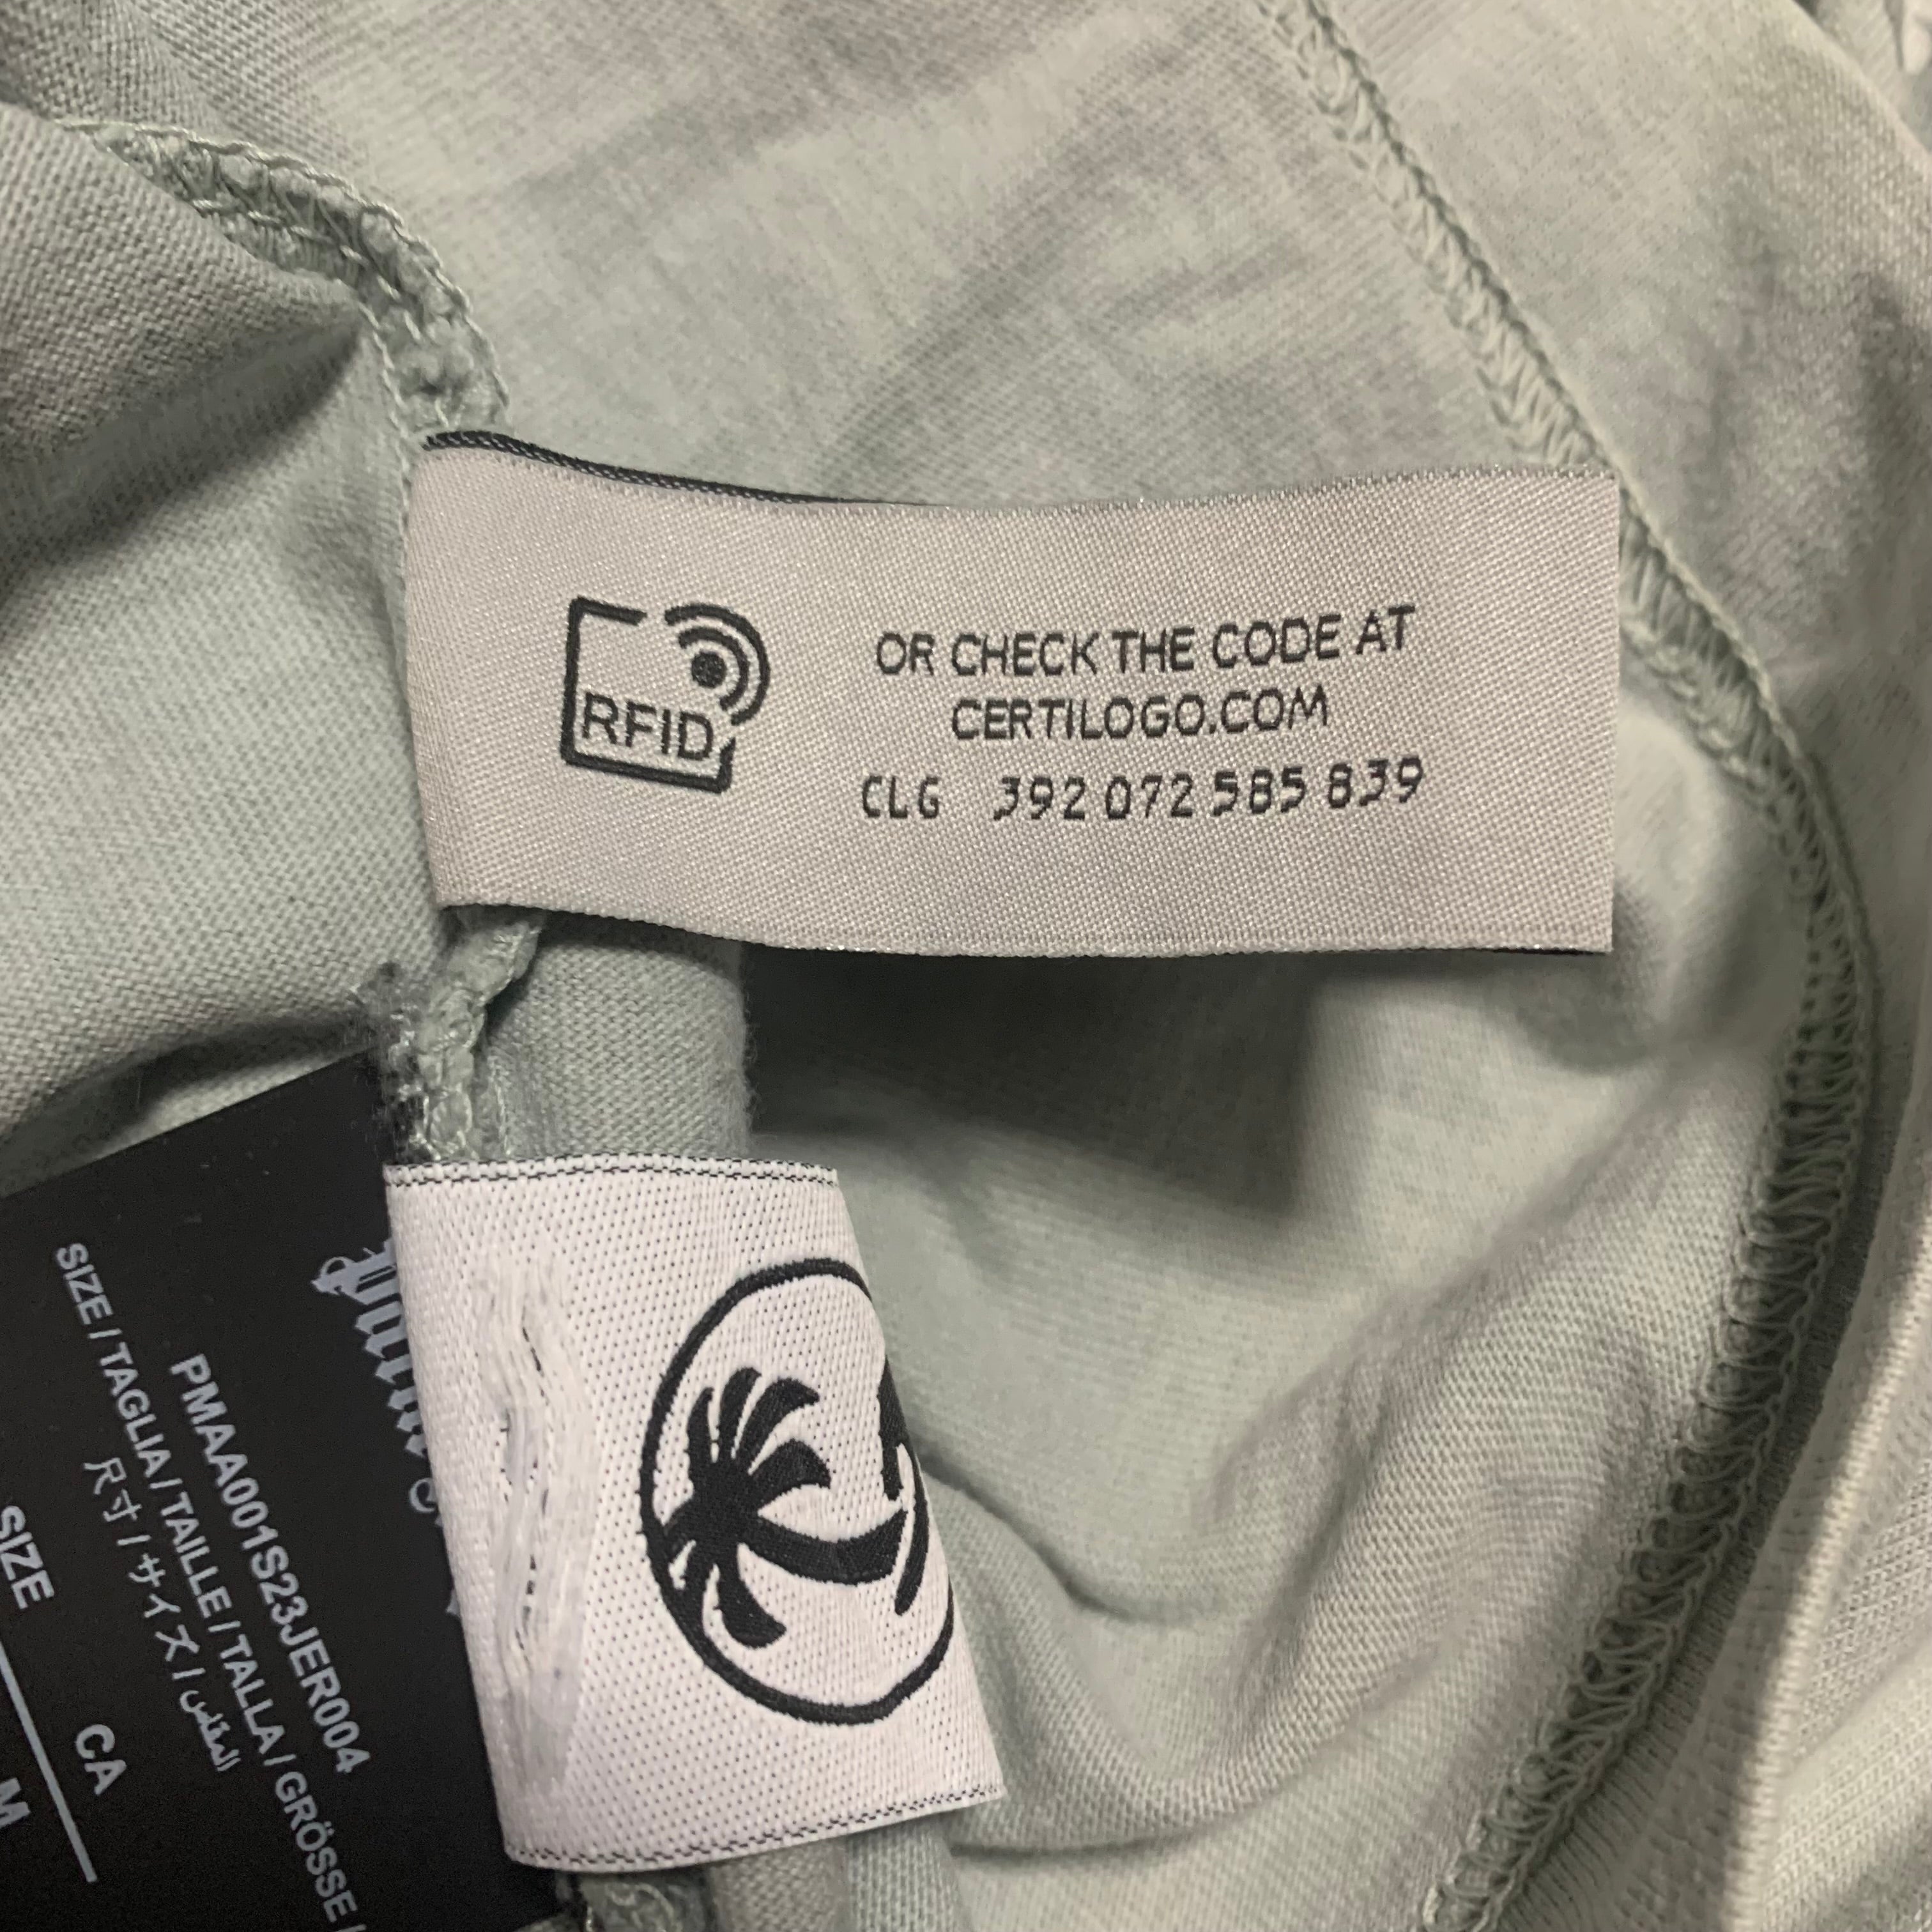 RFID
OR CHECK THE CODE AT
CERTILOGO.COM
CLG 392 072 585 839
PMAA001S23JER004
SIZE / TAGLIA / TAILLE / TALLA / GRÖSSE /
尺寸 / サイズ /
SIZE
CA
M